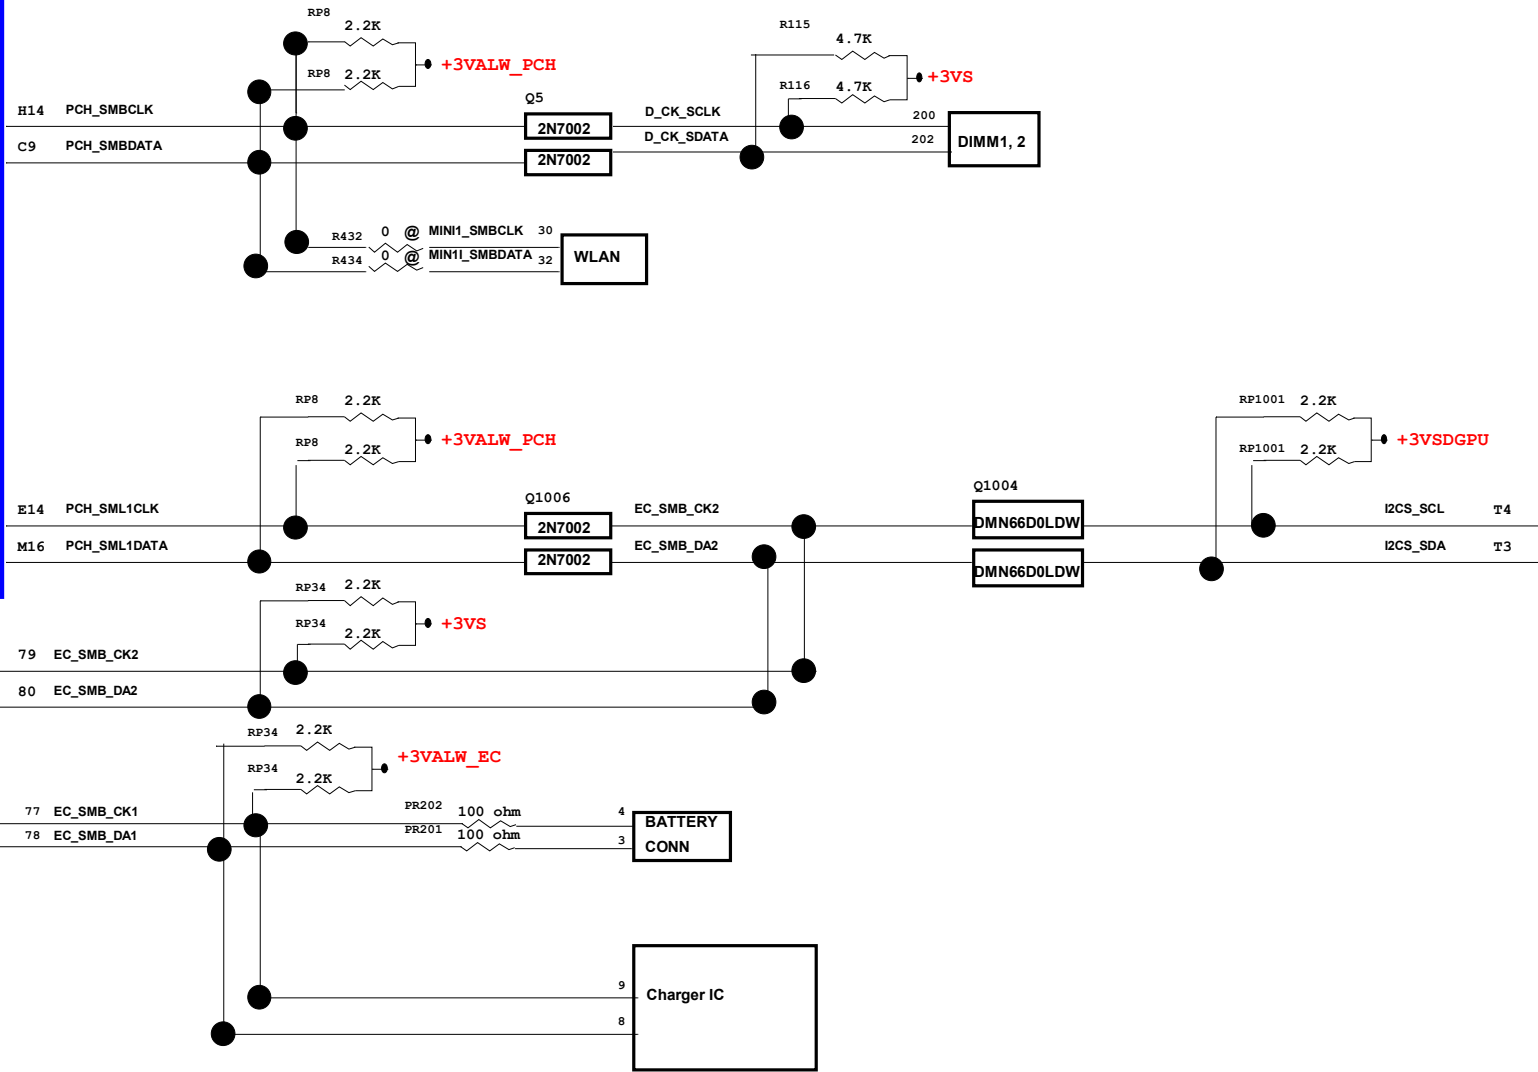 RP8
2.2K
R115
4.7K
+3VALW_PCH
RP8 2.2K
+3VS
R116 4.7K
Q5
H14 PCH_SMBCLK
2N7002
D_CK_SCLK
200
C9 PCH_SMBDATA
2N7002
D_CK_SDATA
202
DIMM1, 2
R432 0 @ MINI1_SMBCLK 30
R434 0 @ MIN1I_SMBDATA 32
WLAN
RP8 2.2K
RP1001 2.2K
+3VALW_PCH
+3VSDGPU
RP8 2.2K
RP1001 2.2K
Q1006
Q1004
E14 PCH_SML1CLK
2N7002
EC_SMB_CK2
DMN66D0LDW
I2CS_SCL T4
M16 PCH_SML1DATA
2N7002
EC_SMB_DA2
DMN66D0LDW
I2CS_SDA T3
RP34 2.2K
+3VS
RP34 2.2K
79 EC_SMB_CK2
80 EC_SMB_DA2
RP34 2.2K
+3VALW_EC
RP34 2.2K
77 EC_SMB_CK1
PR202 100 ohm 4
BATTERY
78 EC_SMB_DA1
PR201 100 ohm 3
CONN
9
Charger IC
8